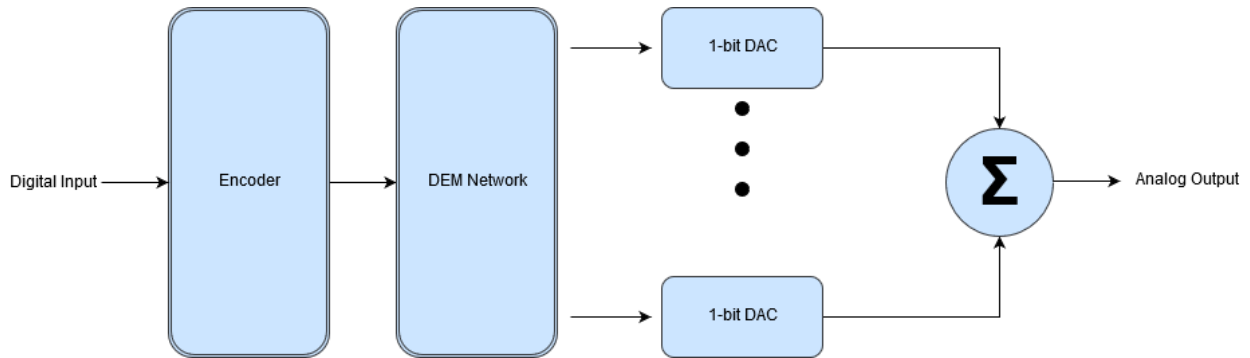 Digital Input
Encoder
DEM Network
1-bit DAC
1-bit DAC
Σ
Analog Output